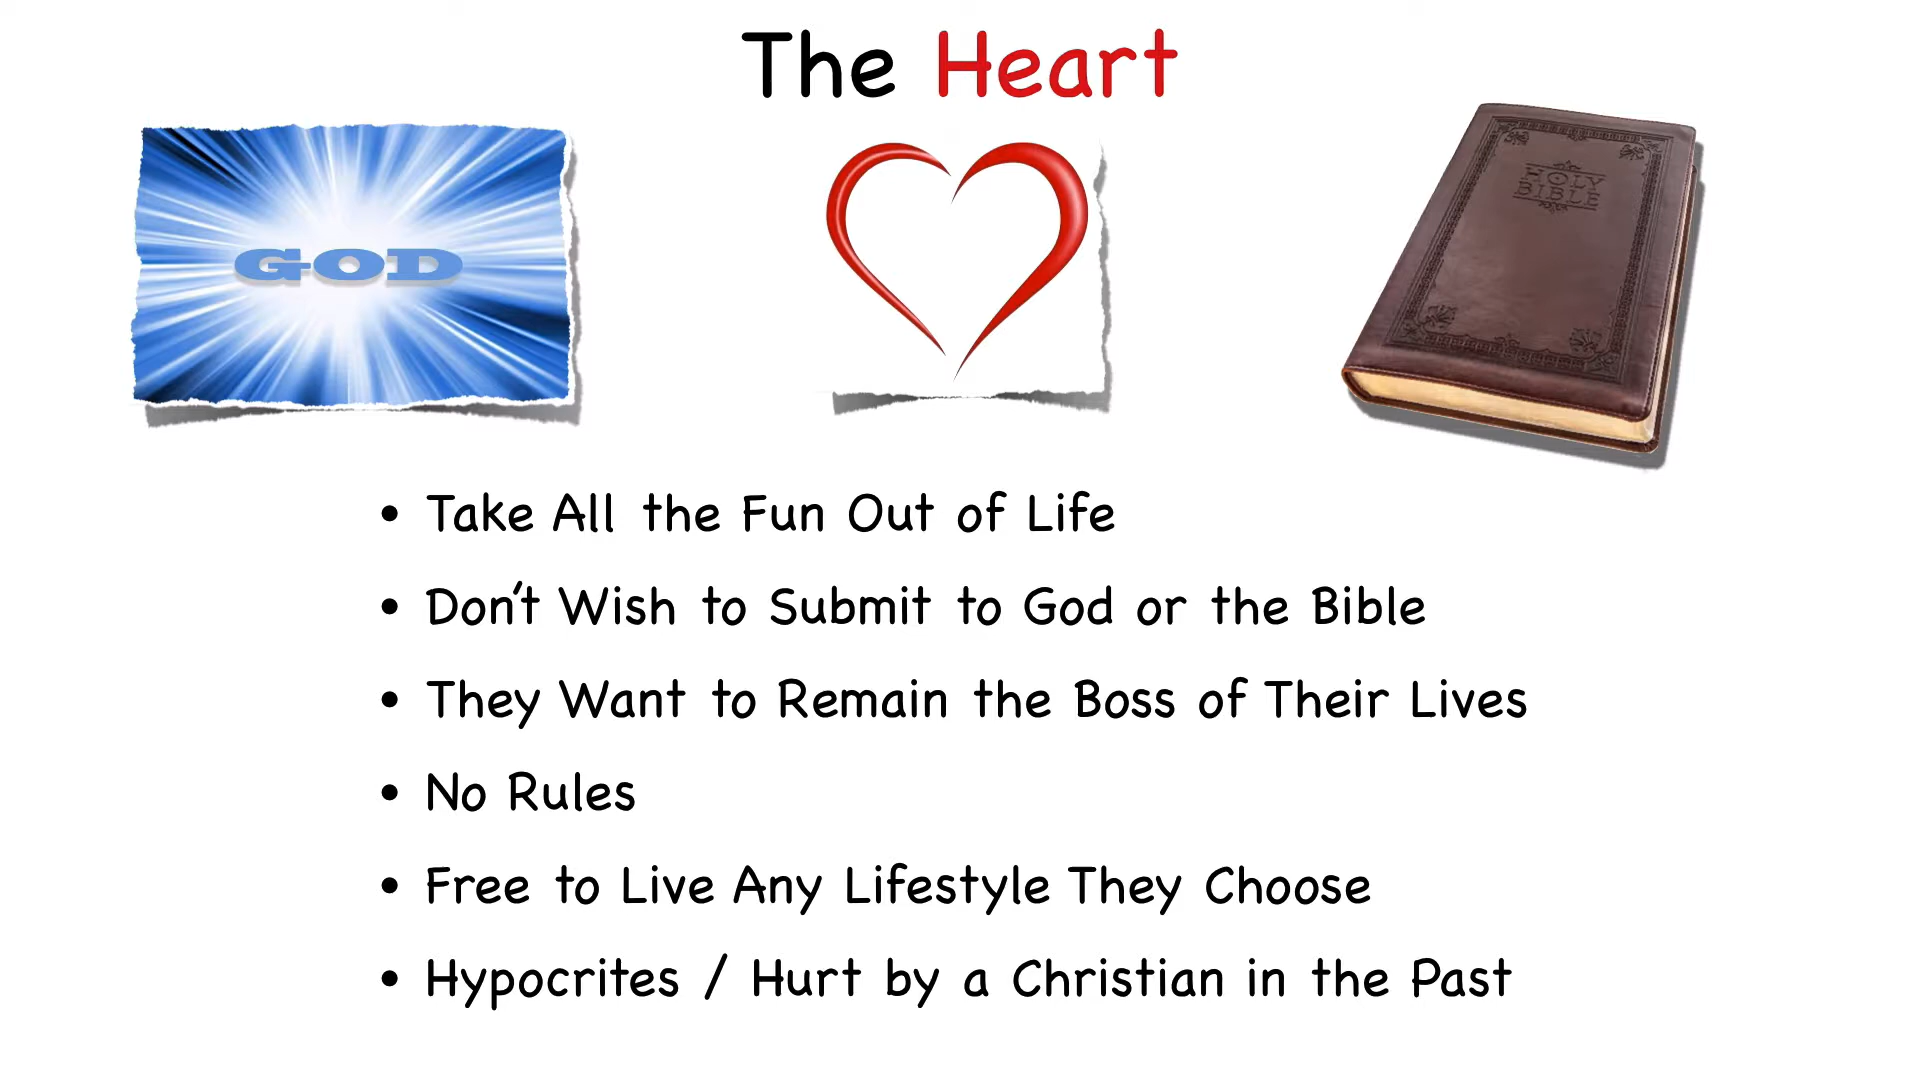 The Heart
GOD
HOLY
BIBLE
• Take All the Fun Out of Life
• Don't Wish to Submit to God or the Bible
• They Want to Remain the Boss of Their Lives
• No Rules
• Free to Live Any Lifestyle They Choose
• Hypocrites / Hurt by a Christian in the Past